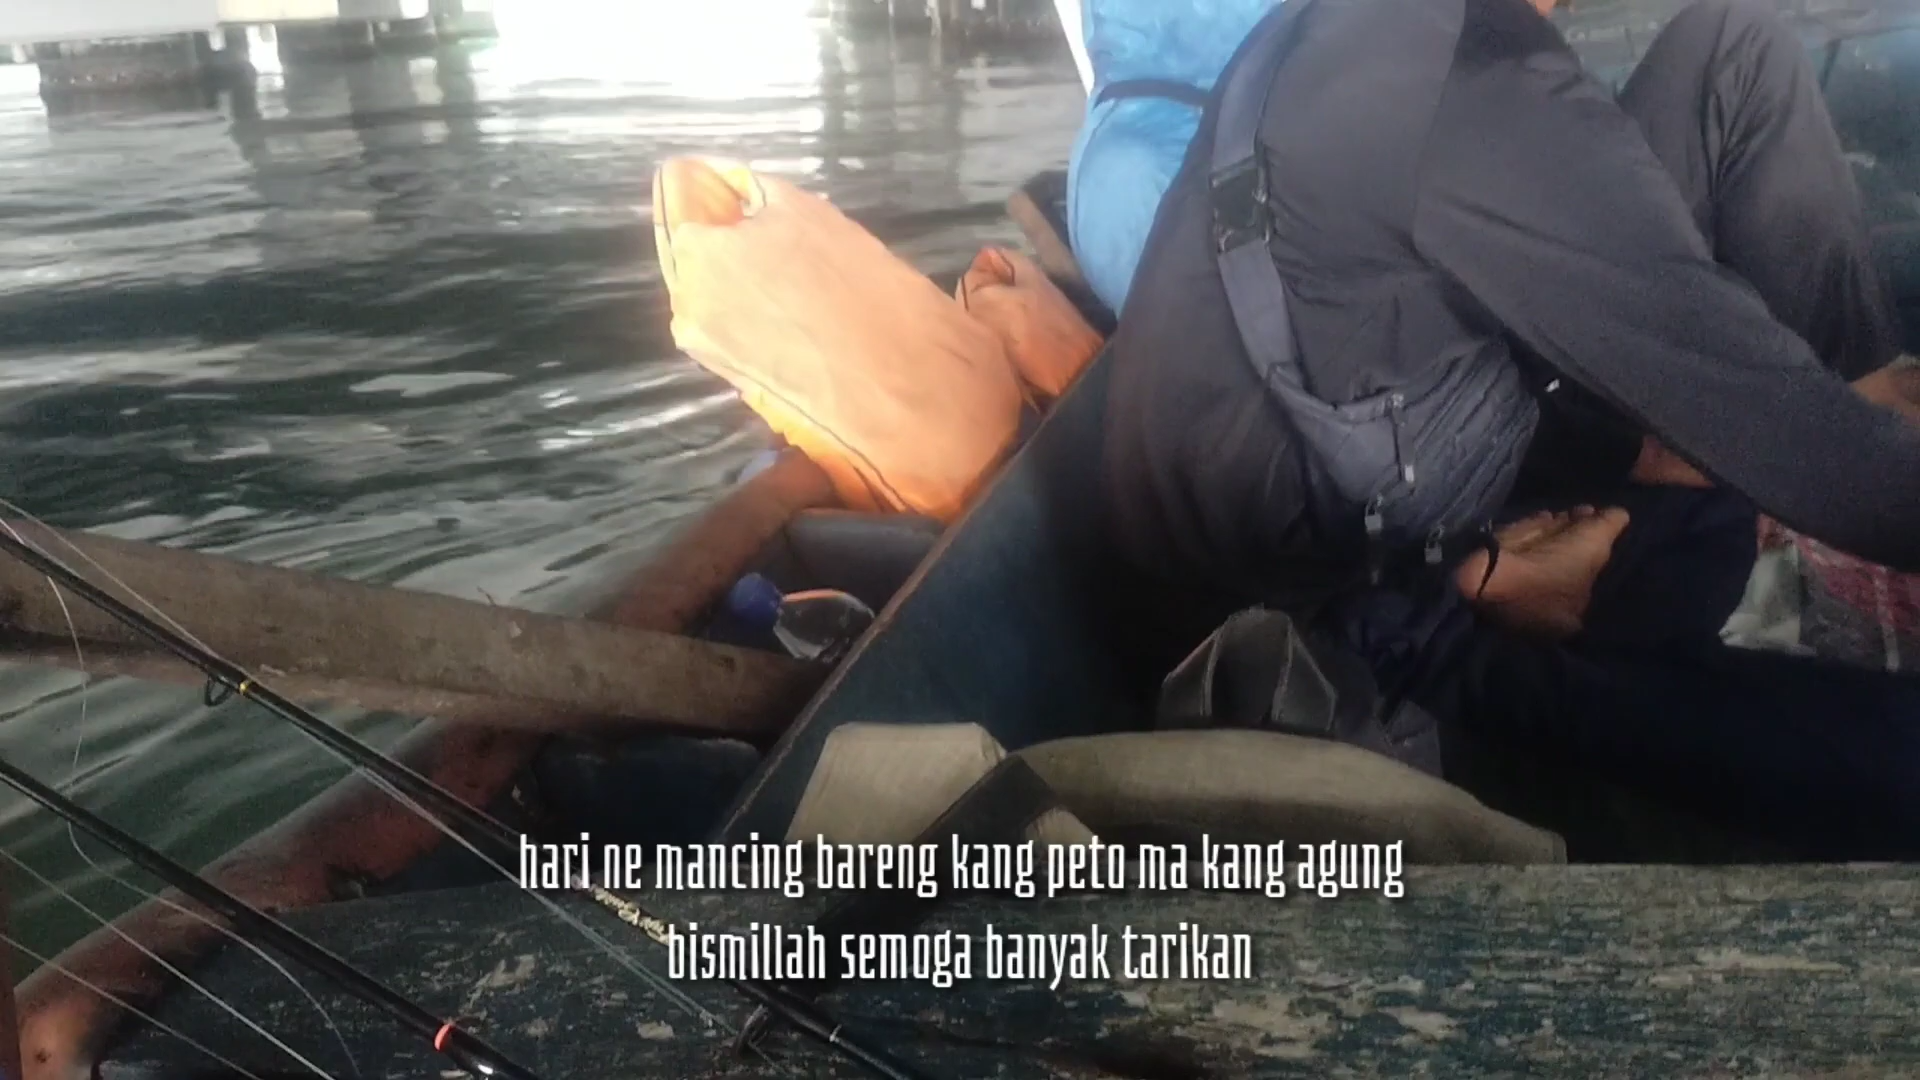 hari ne mancing bareng kang peto ma kang agung
bismillah semoga banyak tarikan